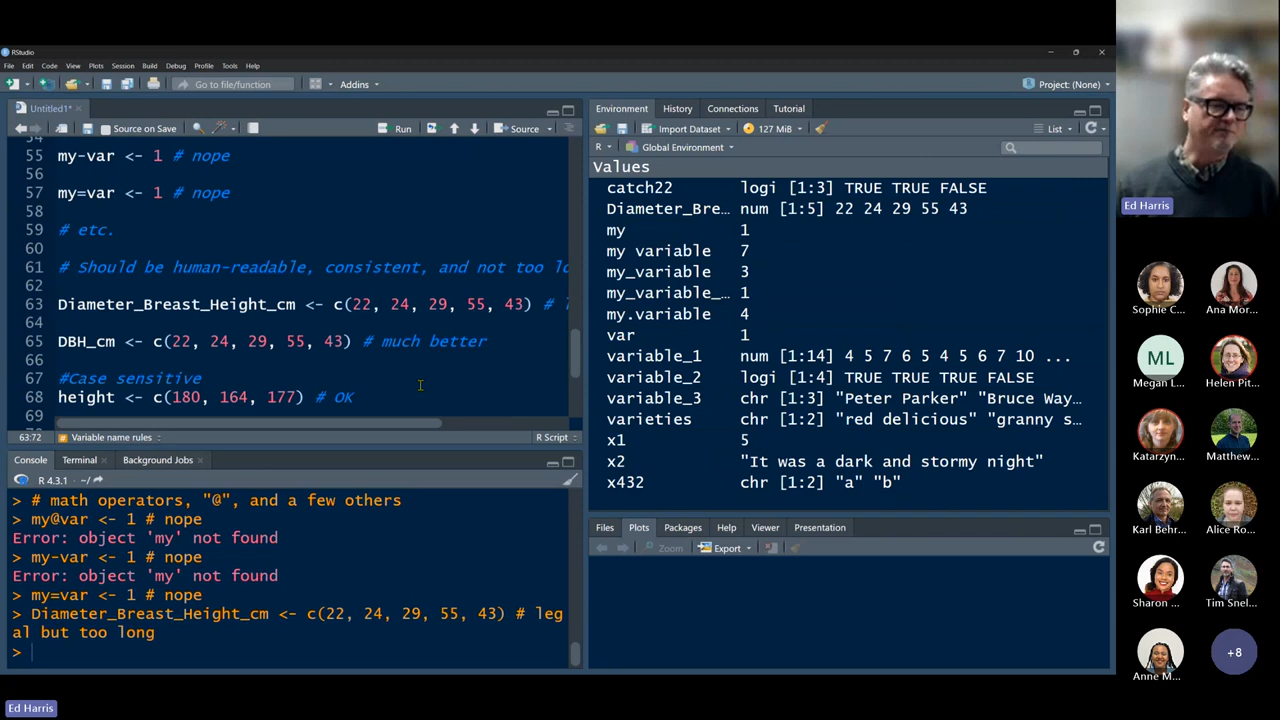 RStudio
File Edit Code View Plots Session Build Debug Profile Tools Help
Go to file/function
Addins
Project: (None)
Untitled1*
Source on Save
Run
Source
54
55 my-var <- 1 # nope
56
57 my=var <- 1 # nope
58
59 # etc.
60
61 # Should be human-readable, consistent, and not too lo
62
63 Diameter_Breast_Height_cm <- c(22, 24, 29, 55, 43) #
64
65 DBH_cm <- c(22, 24, 29, 55, 43) # much better
66
67 #Case sensitive
68 height <- c(180, 164, 177) # OK
69
63:72 Variable name rules
R Script
Console Terminal Background Jobs
R 4.3.1 · ~/
> # math operators, "@", and a few others
> my@var <- 1 # nope
Error: object 'my' not found
> my-var <- 1 # nope
Error: object 'my' not found
> my=var <- 1 # nope
> Diameter_Breast_Height_cm <- c(22, 24, 29, 55, 43) # leg
al but too long
>
Environment History Connections Tutorial
Import Dataset
127 MiB
List
R
Global Environment
Values
catch22 logi [1:3] TRUE TRUE FALSE
Diameter_Bre… num [1:5] 22 24 29 55 43
my 1
my variable 7
my_variable 3
my_variable_… 1
my.variable 4
var 1
variable_1 num [1:14] 4 5 7 6 5 4 5 6 7 10 ...
variable_2 logi [1:4] TRUE TRUE TRUE FALSE
variable_3 chr [1:3] "Peter Parker" "Bruce Way…
varieties chr [1:2] "red delicious" "granny s…
x1 5
x2 "It was a dark and stormy night"
x432 chr [1:2] "a" "b"
Files Plots Packages Help Viewer Presentation
Zoom
Export
Ed Harris
Sophie C...
Ana Mor...
ML
Megan L...
Helen Pit...
Katarzyn...
Matthew...
Karl Behr...
Alice Ro...
Sharon ...
Tim Snel...
Anne M...
+8
Ed Harris